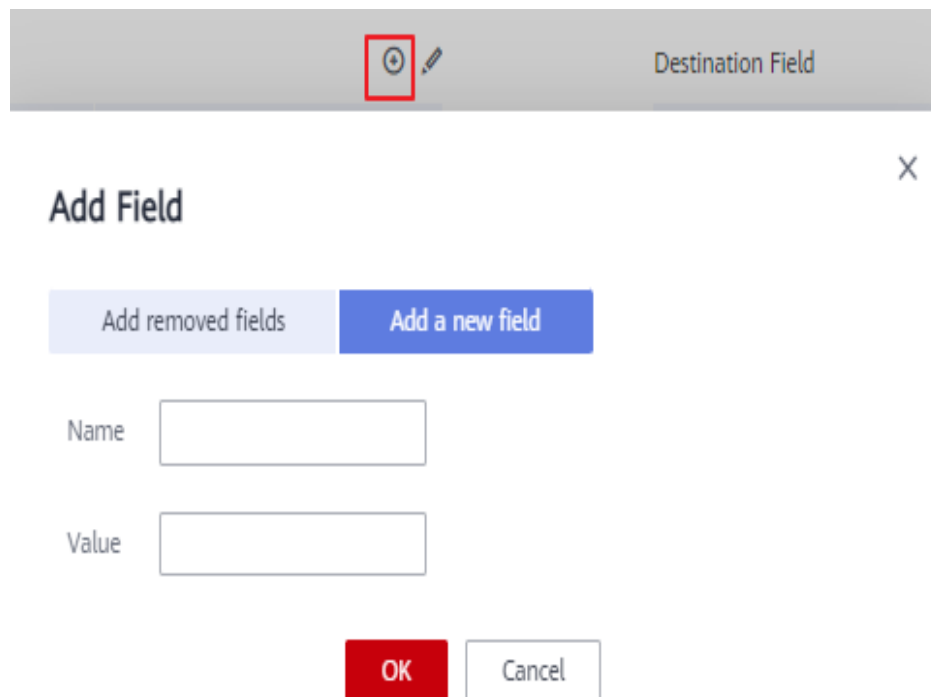 Destination Field
Add Field
Add removed fields
Add a new field
Name
Value
OK
Cancel